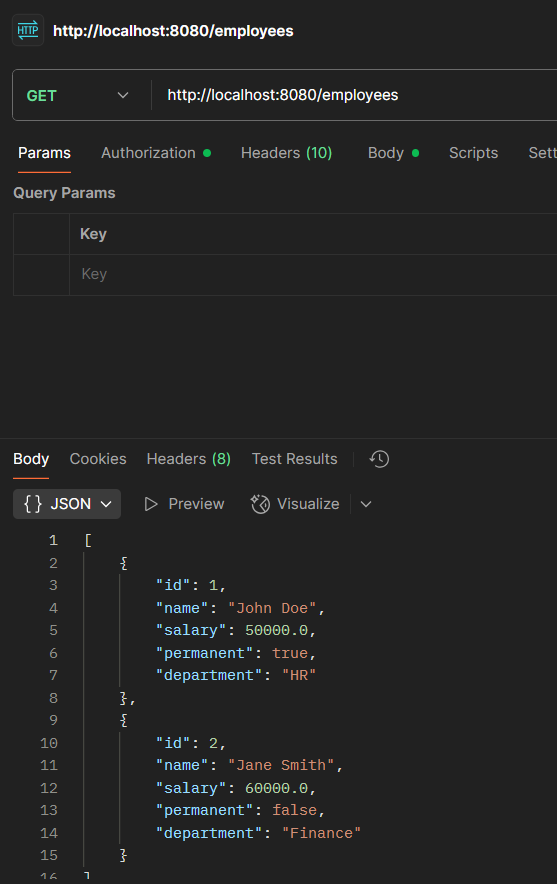 HTTP http://localhost:8080/employees
GET http://localhost:8080/employees
Params Authorization Headers (10) Body Scripts Sett
Query Params
Key
Key
Body Cookies Headers (8) Test Results
{} JSON Preview Visualize
1 [
2 {
3 "id": 1,
4 "name": "John Doe",
5 "salary": 50000.0,
6 "permanent": true,
7 "department": "HR"
8 },
9 {
10 "id": 2,
11 "name": "Jane Smith",
12 "salary": 60000.0,
13 "permanent": false,
14 "department": "Finance"
15 }
16 ]